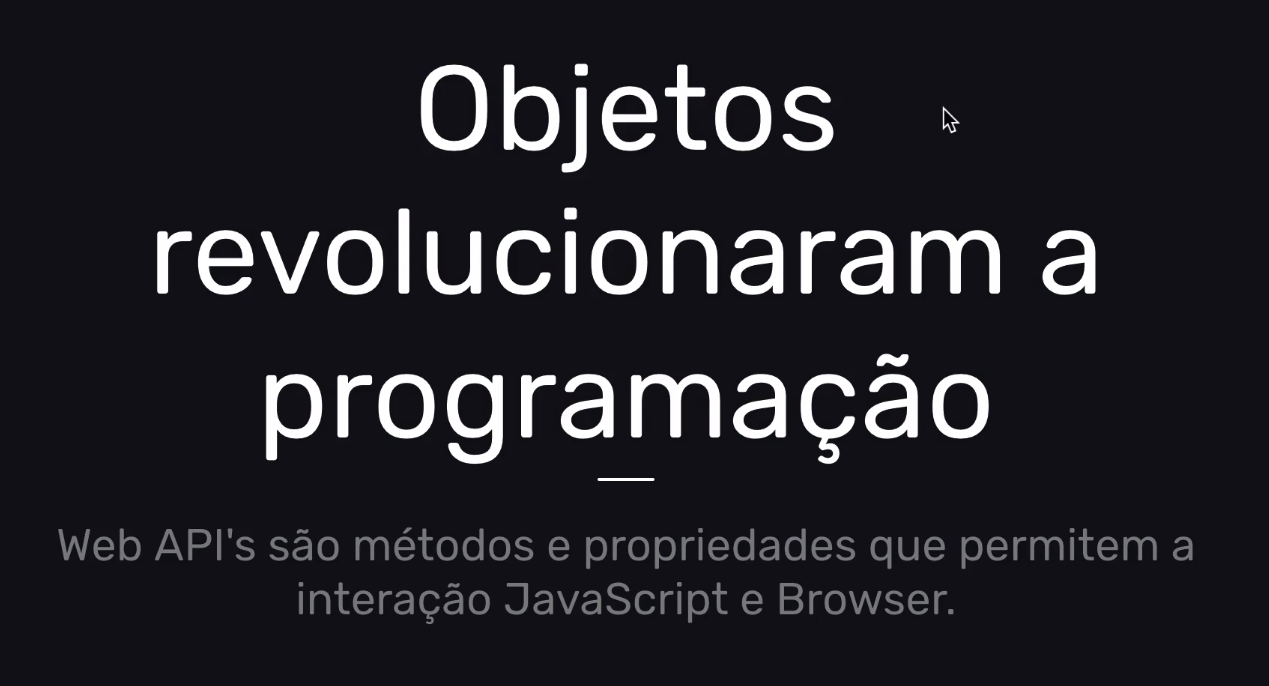 Objetos
revolucionaram a
programação
Web API's são métodos e propriedades que permitem a
interação JavaScript e Browser.